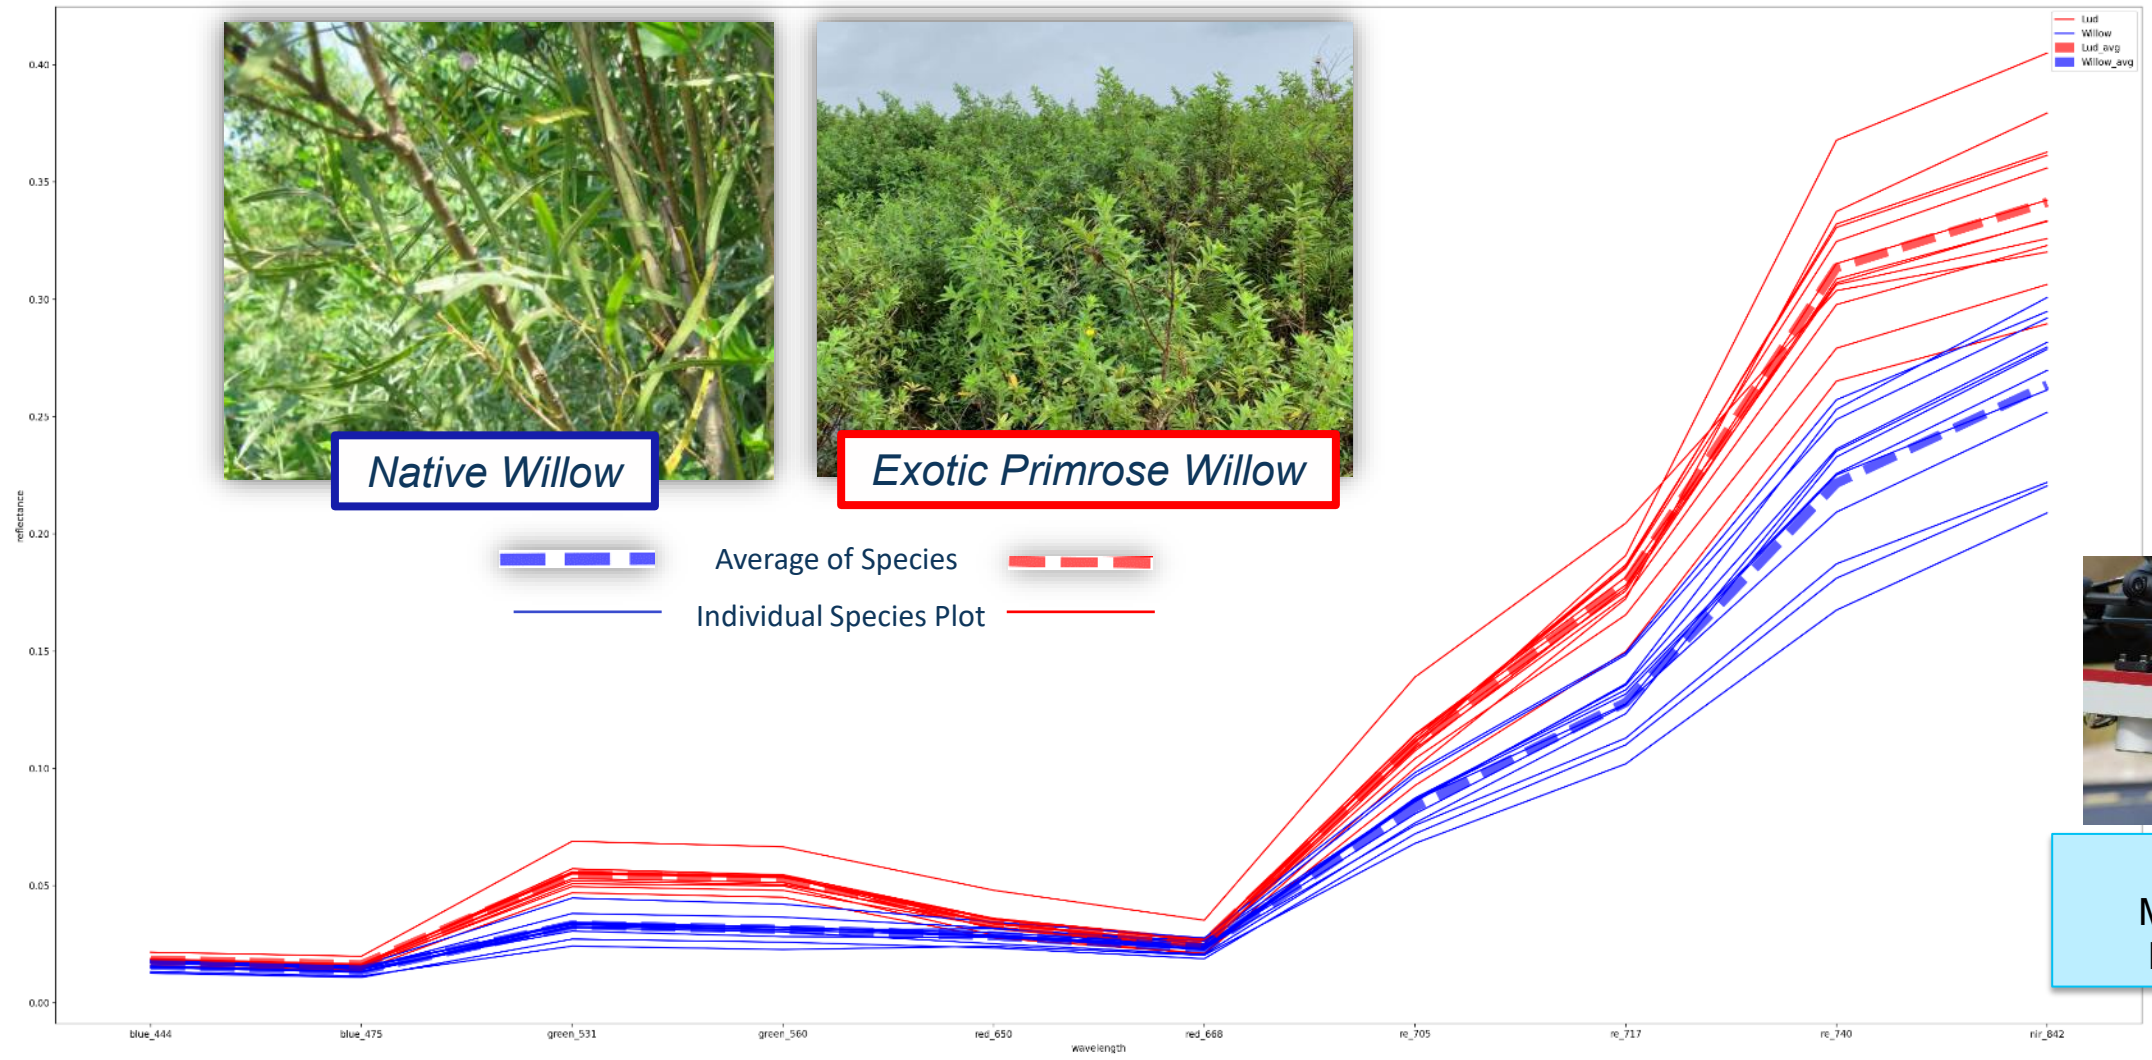 Lud
Willow
Lud_avg
Willow_avg
0.40
0.35
0.30
0.25
0.20
0.15
0.10
0.05
0.00
reflectance
Native Willow
Exotic Primrose Willow
Average of Species
Individual Species Plot
M
blue_444
blue_475
green_531
green_560
red_650
red_668
re_705
re_717
re_740
nir_842
wavelength